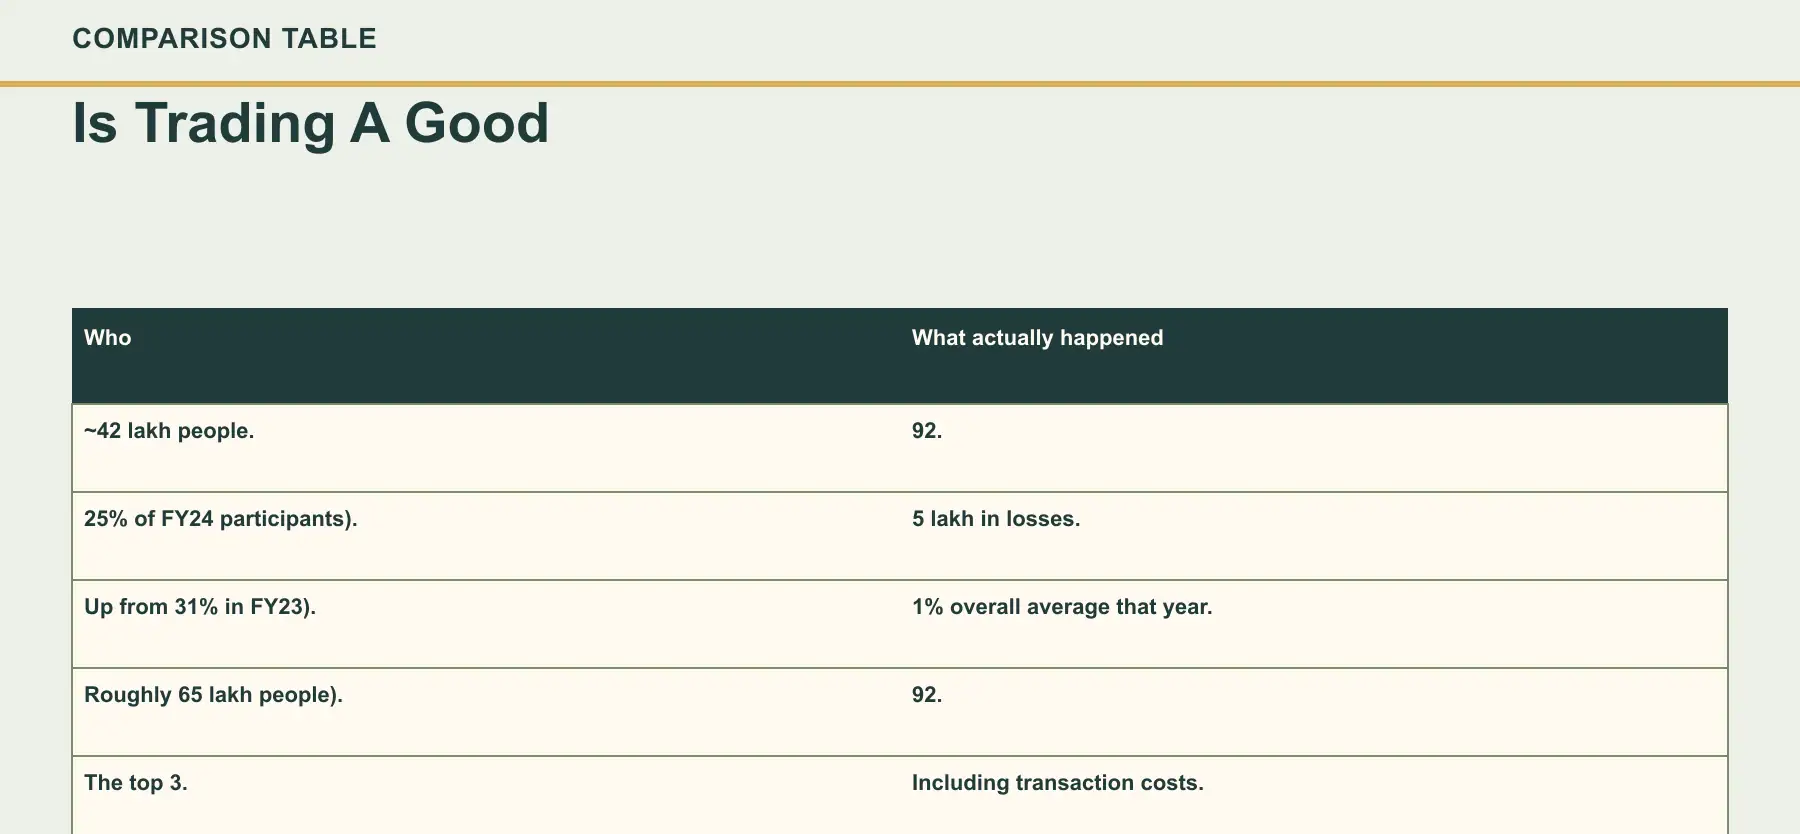 COMPARISON TABLE
Is Trading A Good
Who
What actually happened
~42 lakh people.
92.
25% of FY24 participants).
5 lakh in losses.
Up from 31% in FY23).
1% overall average that year.
Roughly 65 lakh people).
92.
The top 3.
Including transaction costs.